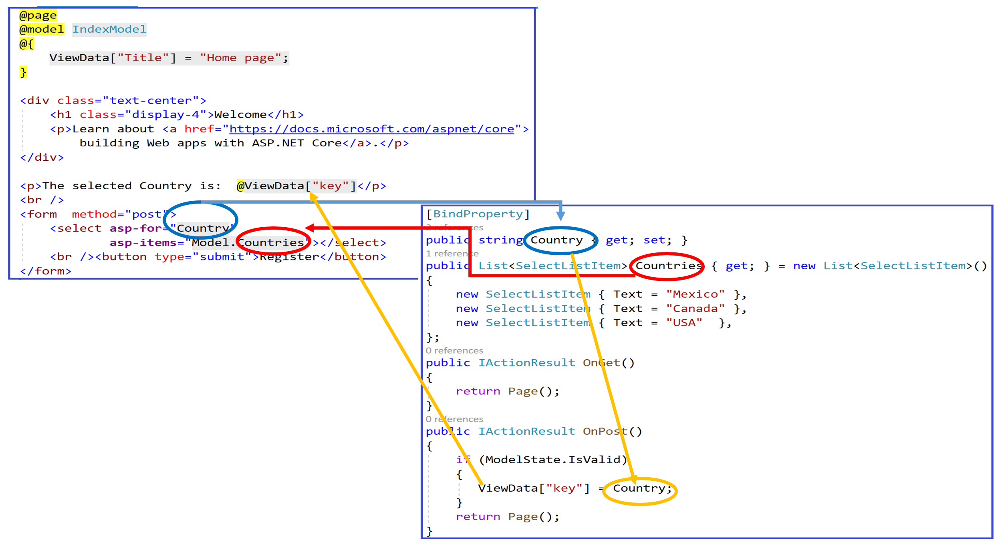 @page
@model IndexModel
@{
    ViewData["Title"] = "Home page";
}
<div class="text-center">
    <h1 class="display-4">Welcome</h1>
    <p>Learn about <a href="https://docs.microsoft.com/aspnet/core">
        building Web apps with ASP.NET Core</a>.</p>
</div>
<p>The selected Country is:  @ViewData["key"]</p>
<br />
<form  method="post">
    <select asp-for="Country"
            asp-items="Model.Countries"></select>
    <br /><button type="submit">Register</button>
</form>
[BindProperty]
2 references
public string Country { get; set; }
1 reference
public List<SelectListItem> Countries { get; } = new List<SelectListItem>()
{
    new SelectListItem { Text = "Mexico" },
    new SelectListItem { Text = "Canada" },
    new SelectListItem { Text = "USA"  },
};
0 references
public IActionResult OnGet()
{
    return Page();
}
0 references
public IActionResult OnPost()
{
    if (ModelState.IsValid)
    {
       ViewData["key"] = Country;
    }
    return Page();
}